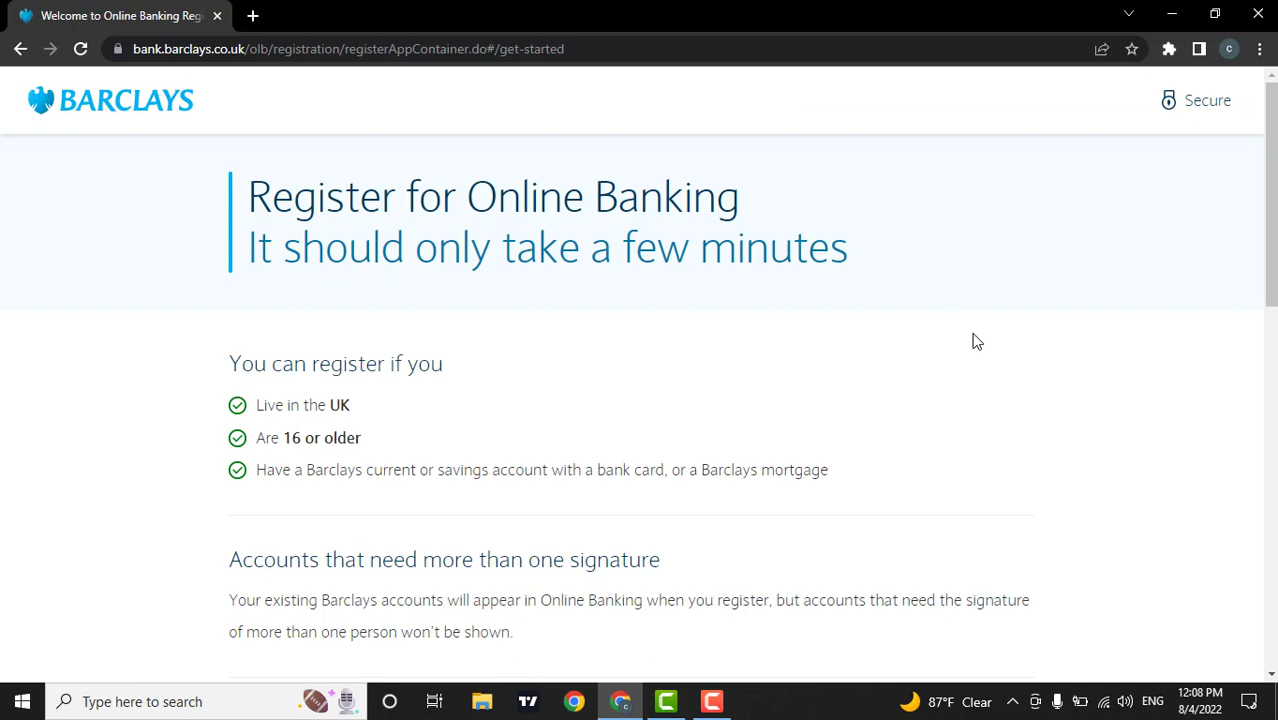 Welcome to Online Banking Regi
bank.barclays.co.uk/olb/registration/registerAppContainer.do#/get-started
c
BARCLAYS
Secure
Register for Online Banking
It should only take a few minutes
You can register if you
Live in the UK
Are 16 or older
Have a Barclays current or savings account with a bank card, or a Barclays mortgage
Accounts that need more than one signature
Your existing Barclays accounts will appear in Online Banking when you register, but accounts that need the signature
of more than one person won't be shown.
Type here to search
87°F Clear
ENG
12:08 PM
8/4/2022